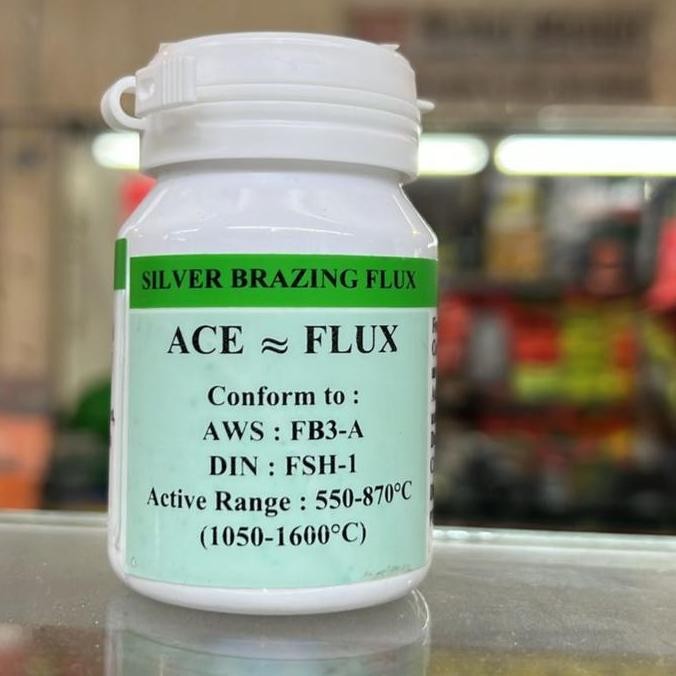 SILVER BRAZING FLUX
ACE ≈ FLUX
Conform to :
AWS : FB3-A
DIN : FSH-1
Active Range : 550-870°C
(1050-1600°C)